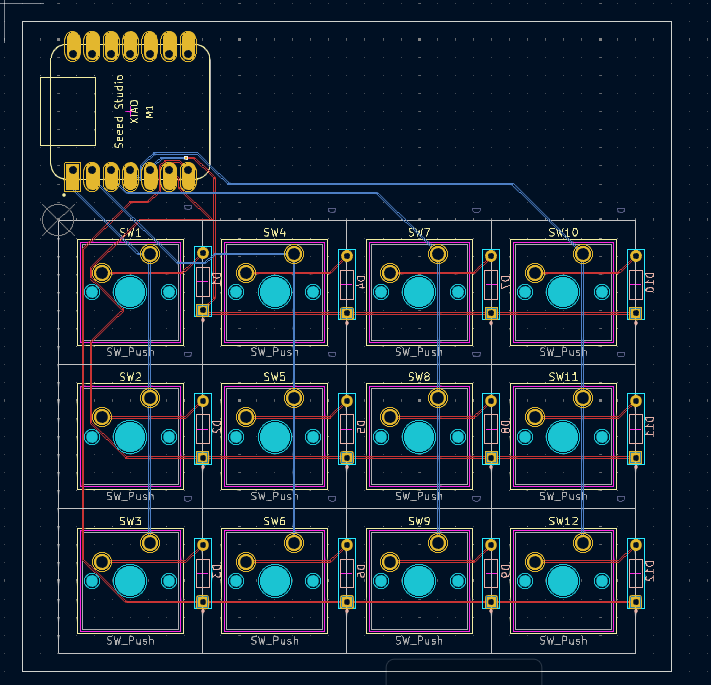 Seeed Studio
XIAO
M1
SW1
SW4
SW7
SW10
D1
D4
D7
D10
SW_Push
SW_Push
SW_Push
SW_Push
SW2
SW5
SW8
SW11
D2
D5
D8
D11
SW_Push
SW_Push
SW_Push
SW_Push
SW3
SW6
SW9
SW12
D3
D6
D9
D12
SW_Push
SW_Push
SW_Push
SW_Push